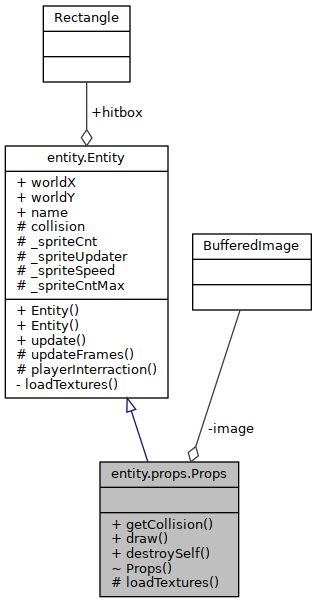 Rectangle
+hitbox
entity.Entity
+ worldX
+ worldY
+ name
# collision
# _spriteCnt
# _spriteUpdater
# _spriteSpeed
# _spriteCntMax
+ Entity()
+ Entity()
+ update()
# updateFrames()
# playerInterraction()
- loadTextures()
BufferedImage
-image
entity.props.Props
+ getCollision()
+ draw()
+ destroySelf()
~ Props()
# loadTextures()